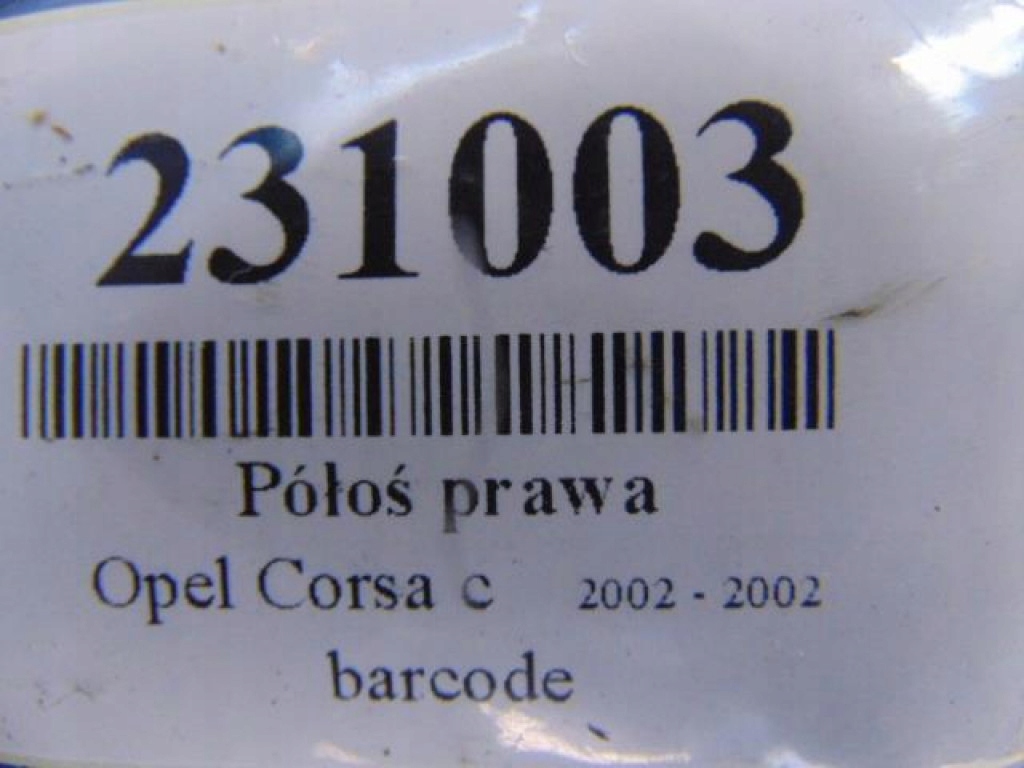 231003
Półoś prawa
Opel Corsa c 2002 - 2002
barcode